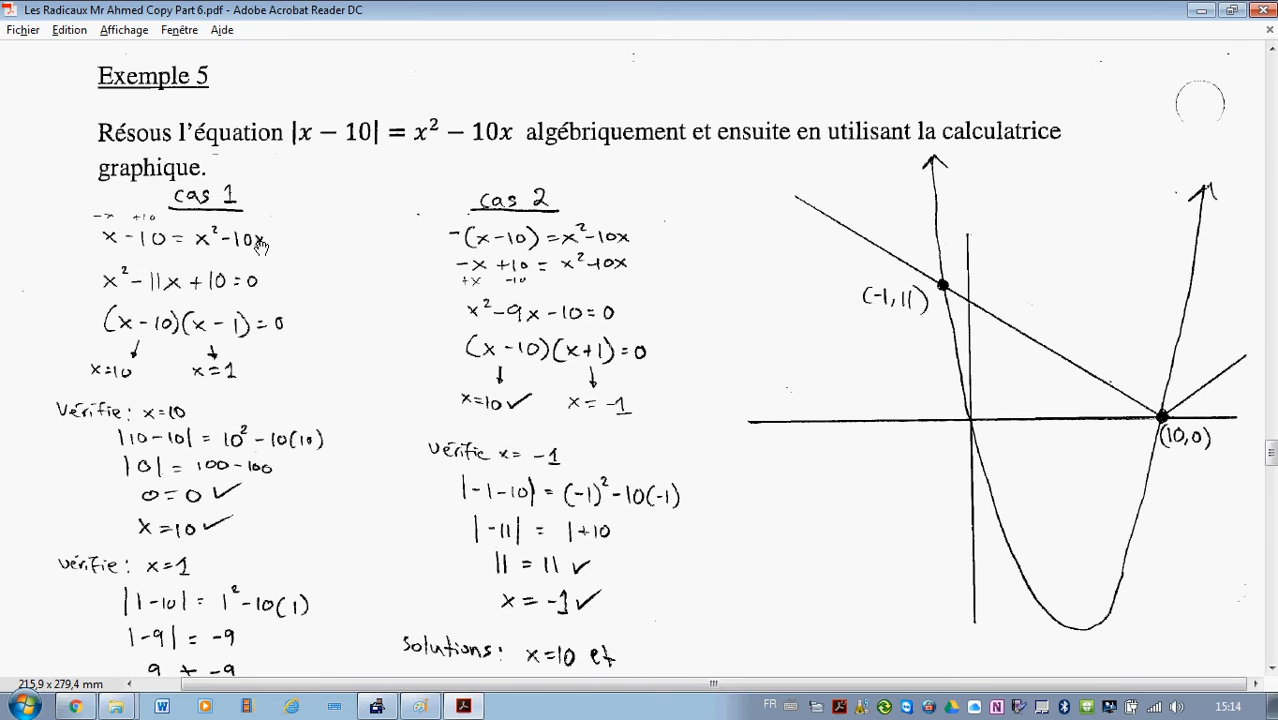 Les Radicaux Mr Ahmed Copy Part 6.pdf - Adobe Acrobat Reader DC
Fichier Edition Affichage Fenêtre Aide
Exemple 5
Résous l'équation |x − 10| = x² − 10x algébriquement et ensuite en utilisant la calculatrice
graphique.
cas 1
-x +10
x - 10 = x² - 10x
x² - 11x + 10 = 0
(x - 10)(x - 1) = 0
x=10 x=1
Vérifie: x=10
|10 - 10| = 10² - 10(10)
|0| = 100 - 100
0 = 0 ✓
x = 10 ✓
Vérifie: x=1
|1 - 10| = 1² - 10(1)
|-9| = -9
9 ≠ -9
cas 2
-(x - 10) = x² - 10x
-x + 10 = x² - 10x
+x -10
x² - 9x - 10 = 0
(x - 10)(x + 1) = 0
x=10 ✓ x = -1
Vérifie x = -1
|-1 - 10| = (-1)² - 10(-1)
|-11| = 1 + 10
11 = 11 ✓
x = -1 ✓
Solutions: x=10 et
(-1, 11)
(10, 0)
215,9 x 279,4 mm
FR
15:14